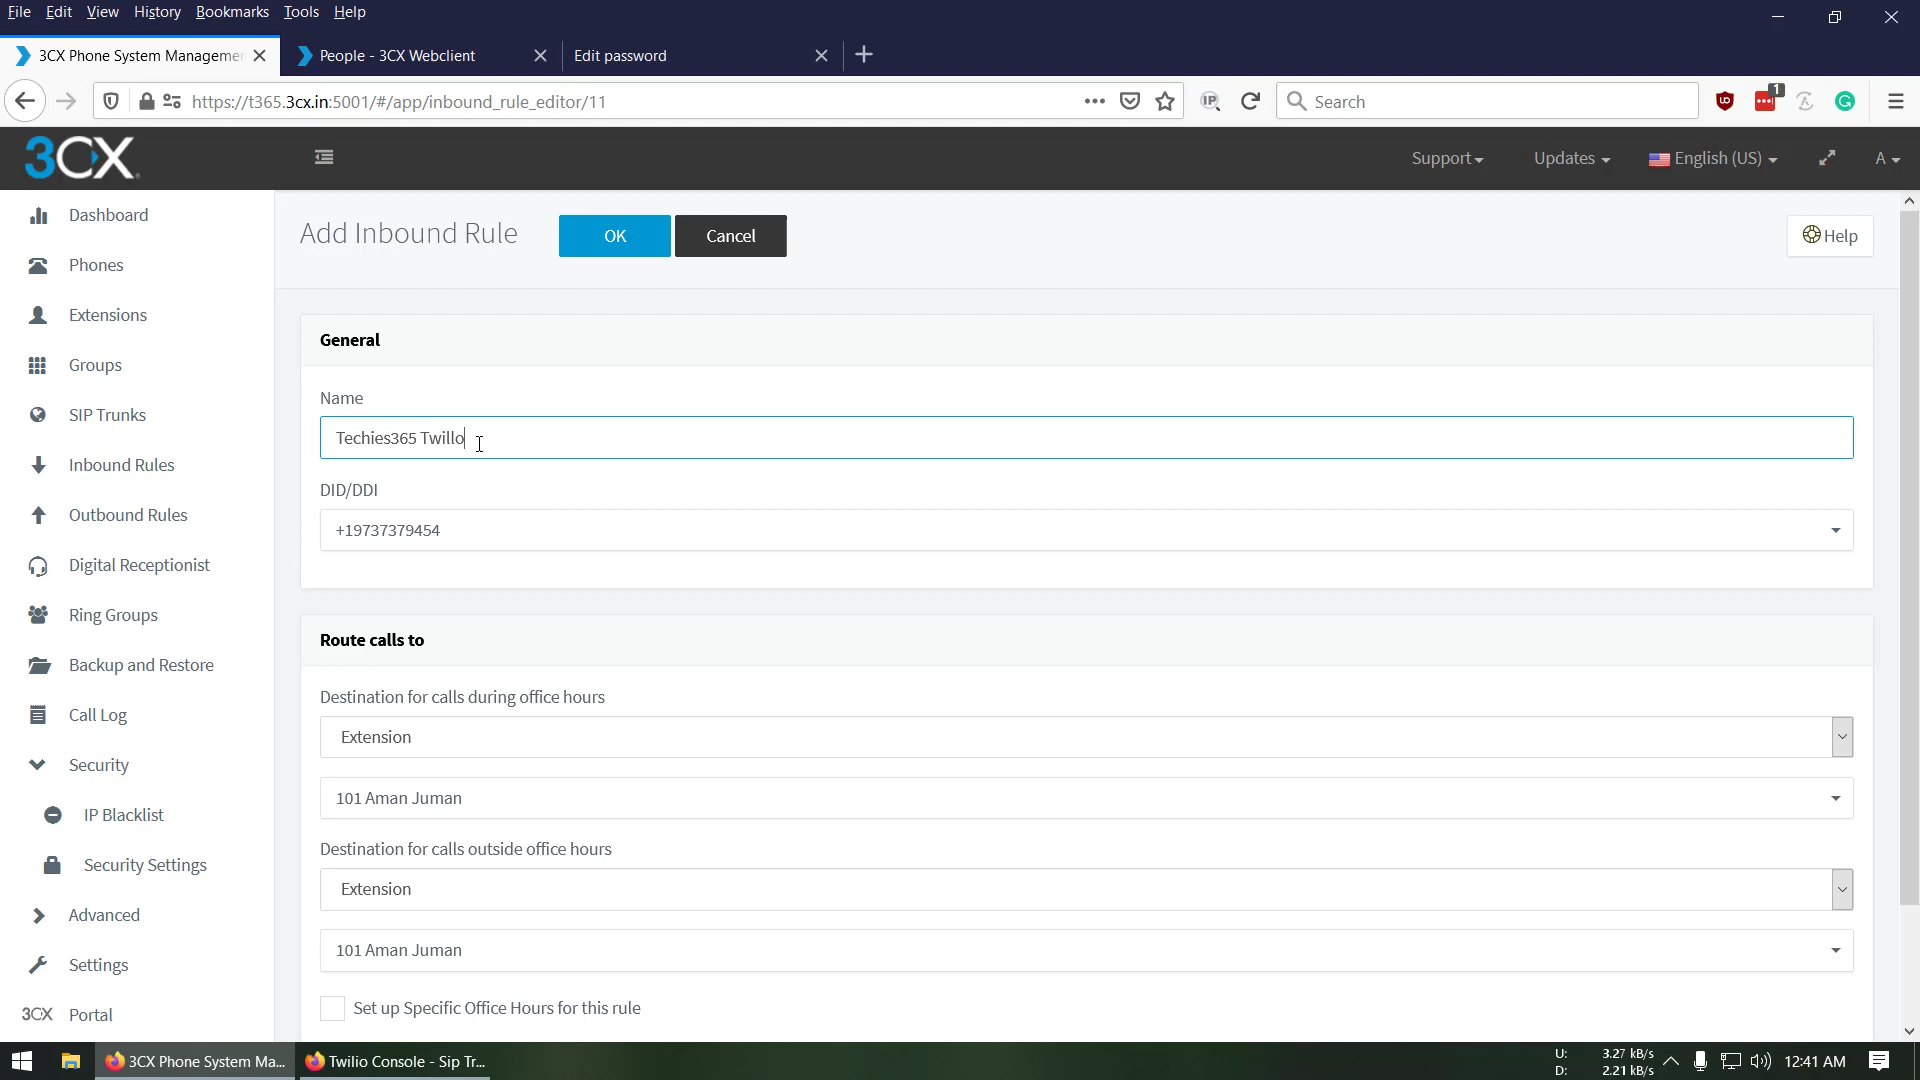 File Edit View History Bookmarks Tools Help
3CX Phone System Manageme
People - 3CX Webclient
Edit password
https://t365.3cx.in:5001/#/app/inbound_rule_editor/11
Search
IP
1
3CX
Support
Updates
English (US)
A
Dashboard
Phones
Extensions
Groups
SIP Trunks
Inbound Rules
Outbound Rules
Digital Receptionist
Ring Groups
Backup and Restore
Call Log
Security
IP Blacklist
Security Settings
Advanced
Settings
3CX Portal
Add Inbound Rule
OK
Cancel
Help
General
Name
Techies365 Twillo
DID/DDI
+19737379454
Route calls to
Destination for calls during office hours
Extension
101 Aman Juman
Destination for calls outside office hours
Extension
101 Aman Juman
Set up Specific Office Hours for this rule
3CX Phone System Ma...
Twilio Console - Sip Tr...
U: 3.27 kB/s
D: 2.21 kB/s
12:41 AM